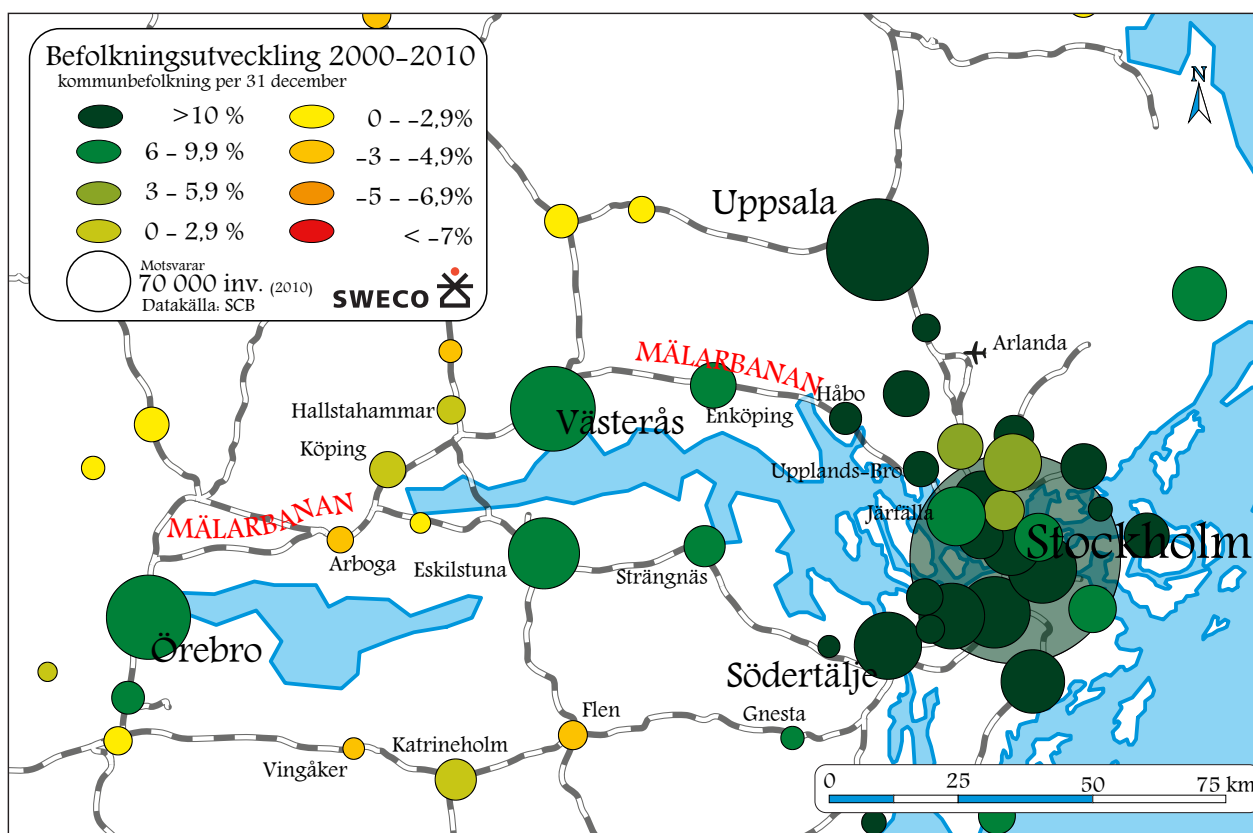 Befolkningsutveckling 2000-2010
kommunbefolkning per 31 december
>10 %
0 - -2,9%
6 - 9,9 %
-3 - -4,9%
3 - 5,9 %
-5 - -6,9%
0 - 2,9 %
< -7%
Motsvarar
70 000 inv. (2010)
Datakälla: SCB
SWECO
N
Uppsala
Arlanda
MÄLARBANAN
Håbo
Enköping
Hallstahammar
Västerås
Köping
Upplands-Bro
MÄLARBANAN
Järfälla
Stockholm
Arboga
Eskilstuna
Strängnäs
Örebro
Södertälje
Flen
Gnesta
Katrineholm
Vingåker
0 25 50 75 km